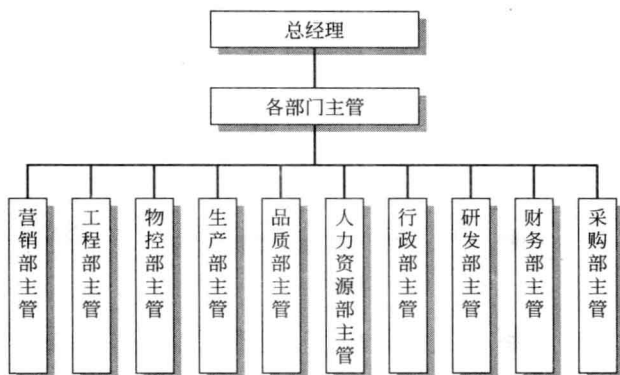 总经理
各部门主管
营销部主管
工程部主管
物控部主管
生产部主管
品质部主管
人力资源部主管
行政部主管
研发部主管
财务部主管
采购部主管